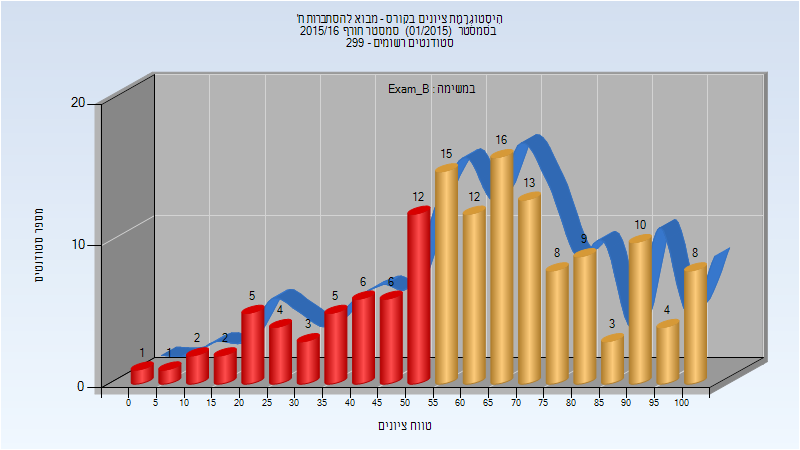 היסטוגרמת ציונים בקורס - מבוא להסתברות ח'
בסמסטר (01/2015) סמסטר חורף 2015/16
סטודנטים רשומים - 299
במשימה : Exam_B
מספר סטודנטים
20
10
0
1 1 2 2 5 4 3 5 6 6 12 15 12 16 13 8 9 3 10 4 8
0 5 10 15 20 25 30 35 40 45 50 55 60 65 70 75 80 85 90 95 100
טווח ציונים